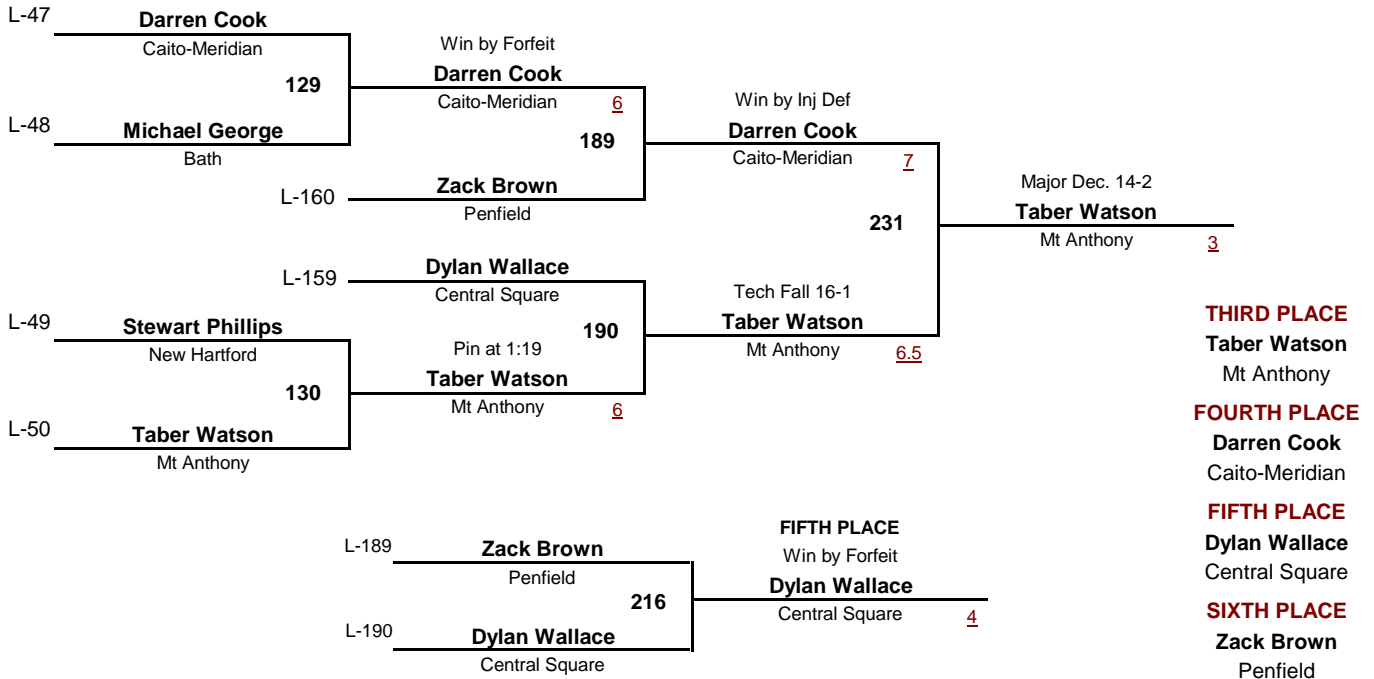 L-47
Darren Cook
Caito-Meridian
129
L-48
Michael George
Bath
Win by Forfeit
Darren Cook
Caito-Meridian 6
189
L-160
Zack Brown
Penfield
Win by Inj Def
Darren Cook
Caito-Meridian 7
231
Major Dec. 14-2
Taber Watson
Mt Anthony 3
L-159
Dylan Wallace
Central Square
190
L-49
Stewart Phillips
New Hartford
130
L-50
Taber Watson
Mt Anthony
Pin at 1:19
Taber Watson
Mt Anthony 6
Tech Fall 16-1
Taber Watson
Mt Anthony 6.5
THIRD PLACE
Taber Watson
Mt Anthony
FOURTH PLACE
Darren Cook
Caito-Meridian
FIFTH PLACE
Dylan Wallace
Central Square
SIXTH PLACE
Zack Brown
Penfield
L-189
Zack Brown
Penfield
216
L-190
Dylan Wallace
Central Square
FIFTH PLACE
Win by Forfeit
Dylan Wallace
Central Square 4